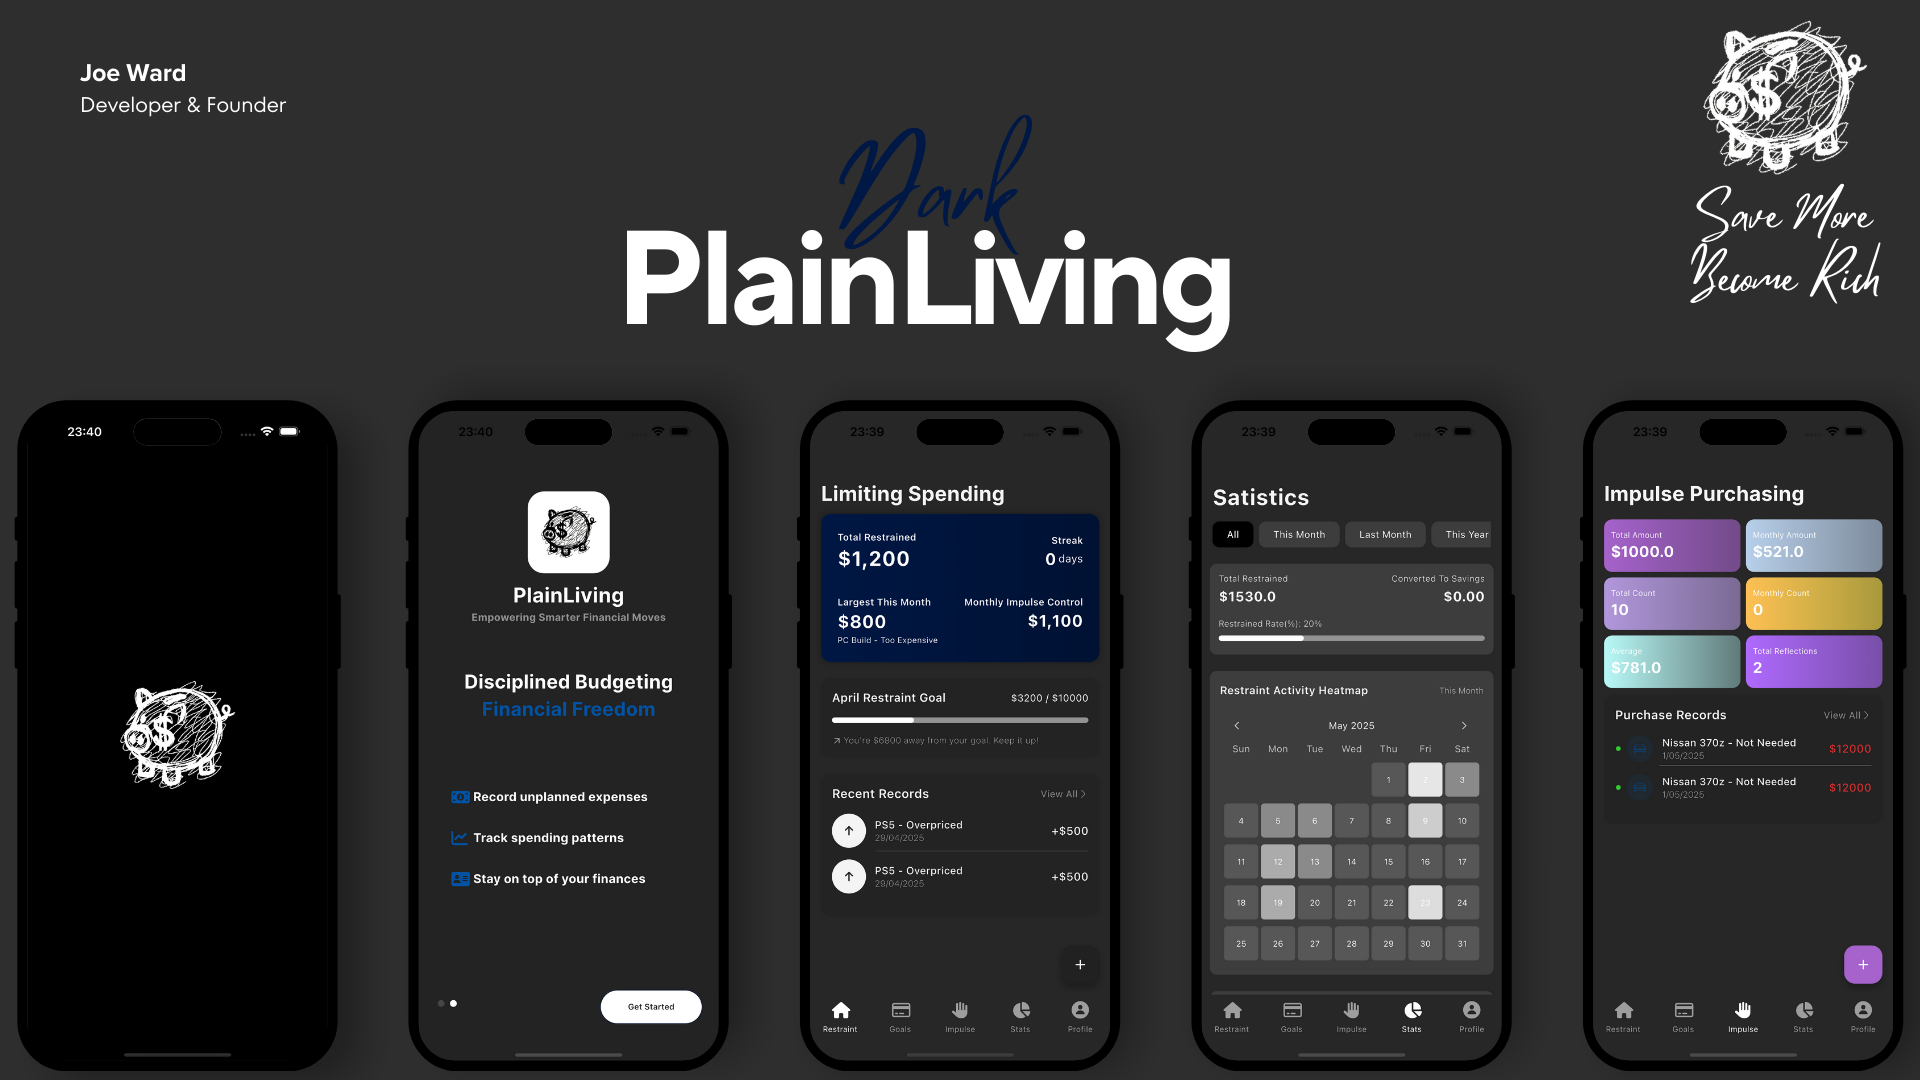 Joe Ward
Developer & Founder
Dark
PlainLiving
$
Save More
Become Rich
23:40
$
23:40
$
PlainLiving
Empowering Smarter Financial Moves
Disciplined Budgeting
Financial Freedom
Record unplanned expenses
Track spending patterns
Stay on top of your finances
Get Started
23:39
Limiting Spending
Total Restrained
$1,200
Streak
0 days
Largest This Month
$800
PC Build - Too Expensive
Monthly Impulse Control
$1,100
April Restraint Goal
$3200 / $10000
You're $6800 away from your goal. Keep it up!
Recent Records
View All
PS5 - Overpriced
29/04/2025
+$500
PS5 - Overpriced
29/04/2025
+$500
+
Restraint Goals Impulse Stats Profile
23:39
Satistics
All This Month Last Month This Year
Total Restrained
$1530.0
Converted To Savings
$0.00
Restrained Rate(%): 20%
Restraint Activity Heatmap
This Month
May 2025
Sun Mon Tue Wed Thu Fri Sat
1 2 3
4 5 6 7 8 9 10
11 12 13 14 15 16 17
18 19 20 21 22 23 24
25 26 27 28 29 30 31
Restraint Goals Impulse Stats Profile
23:39
Impulse Purchasing
Total Amount
$1000.0
Monthly Amount
$521.0
Total Count
10
Monthly Count
0
Average
$781.0
Total Reflections
2
Purchase Records
View All
Nissan 370z - Not Needed
1/05/2025
$12000
Nissan 370z - Not Needed
1/05/2025
$12000
+
Restraint Goals Impulse Stats Profile